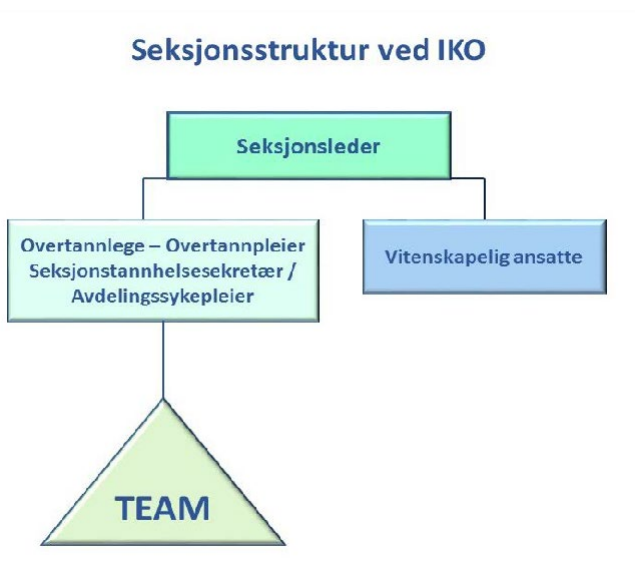 Seksjonsstruktur ved IKO
Seksjonsleder
Overtannlege – Overtannpleier
Seksjonstannhelsesekretær /
Avdelingssykepleier
Vitenskapelig ansatte
TEAM